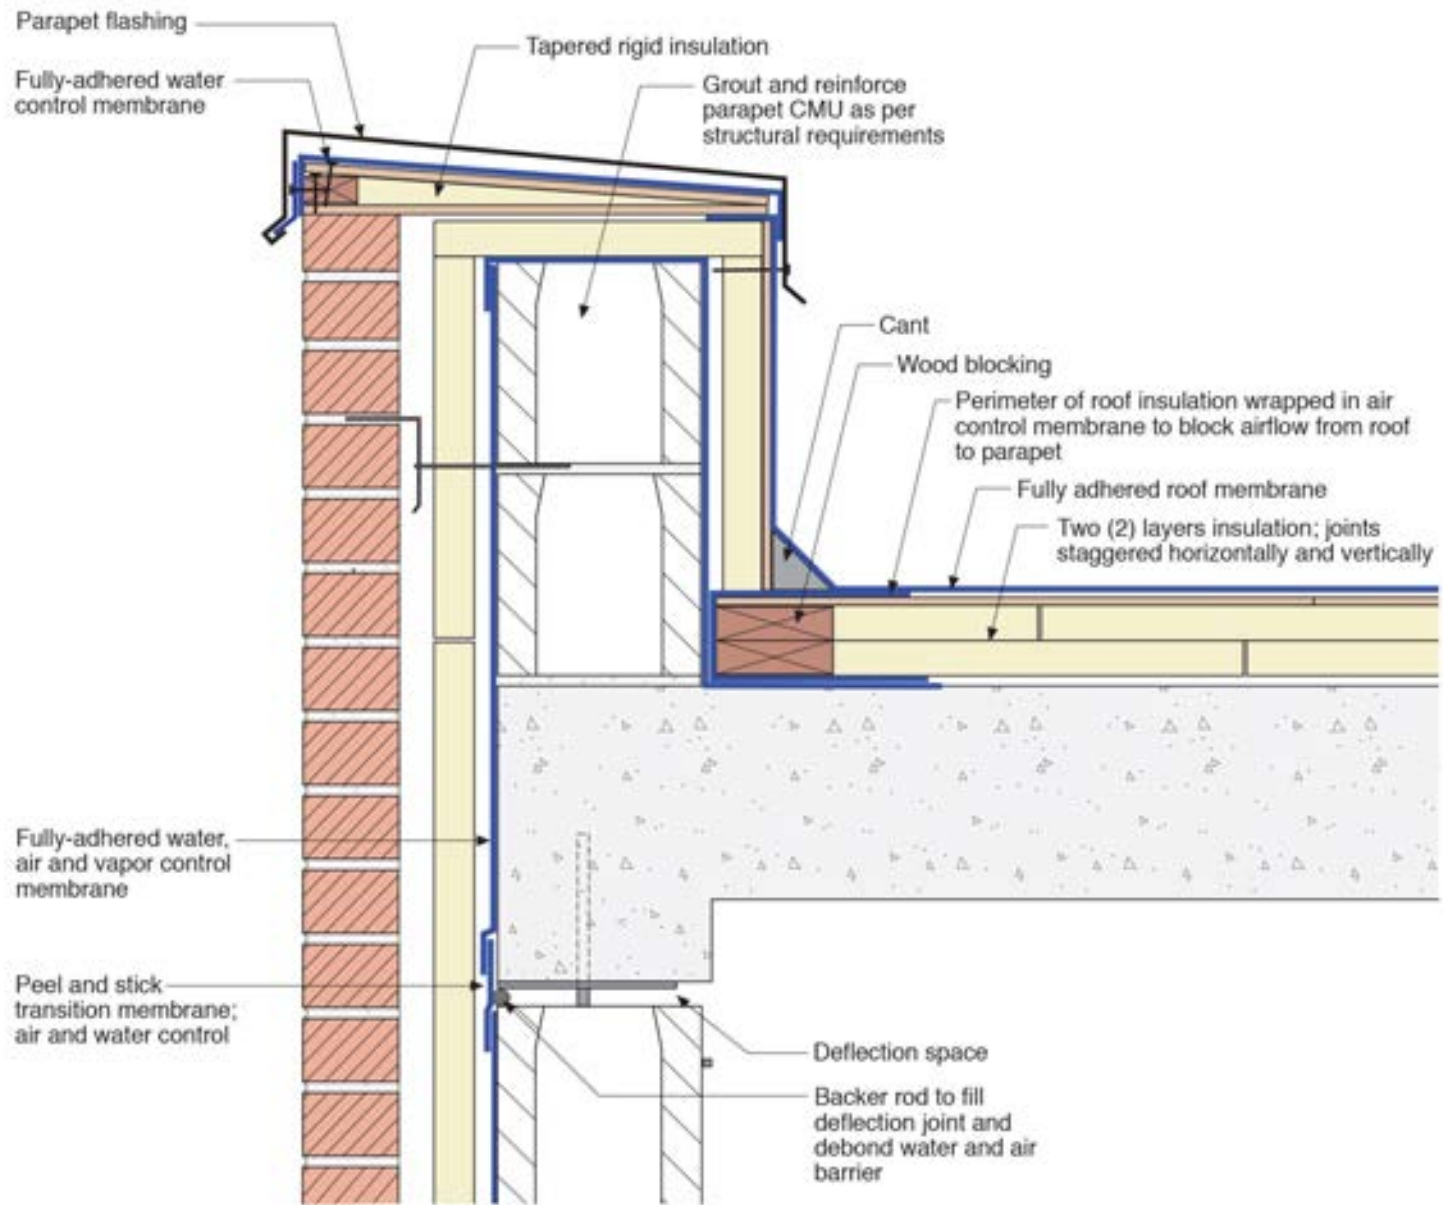 Parapet flashing
Tapered rigid insulation
Fully-adhered water
control membrane
Grout and reinforce
parapet CMU as per
structural requirements
Cant
Wood blocking
Perimeter of roof insulation wrapped in air
control membrane to block airflow from roof
to parapet
Fully adhered roof membrane
Two (2) layers insulation; joints
staggered horizontally and vertically
Fully-adhered water,
air and vapor control
membrane
Peel and stick
transition membrane;
air and water control
Deflection space
Backer rod to fill
deflection joint and
debond water and air
barrier